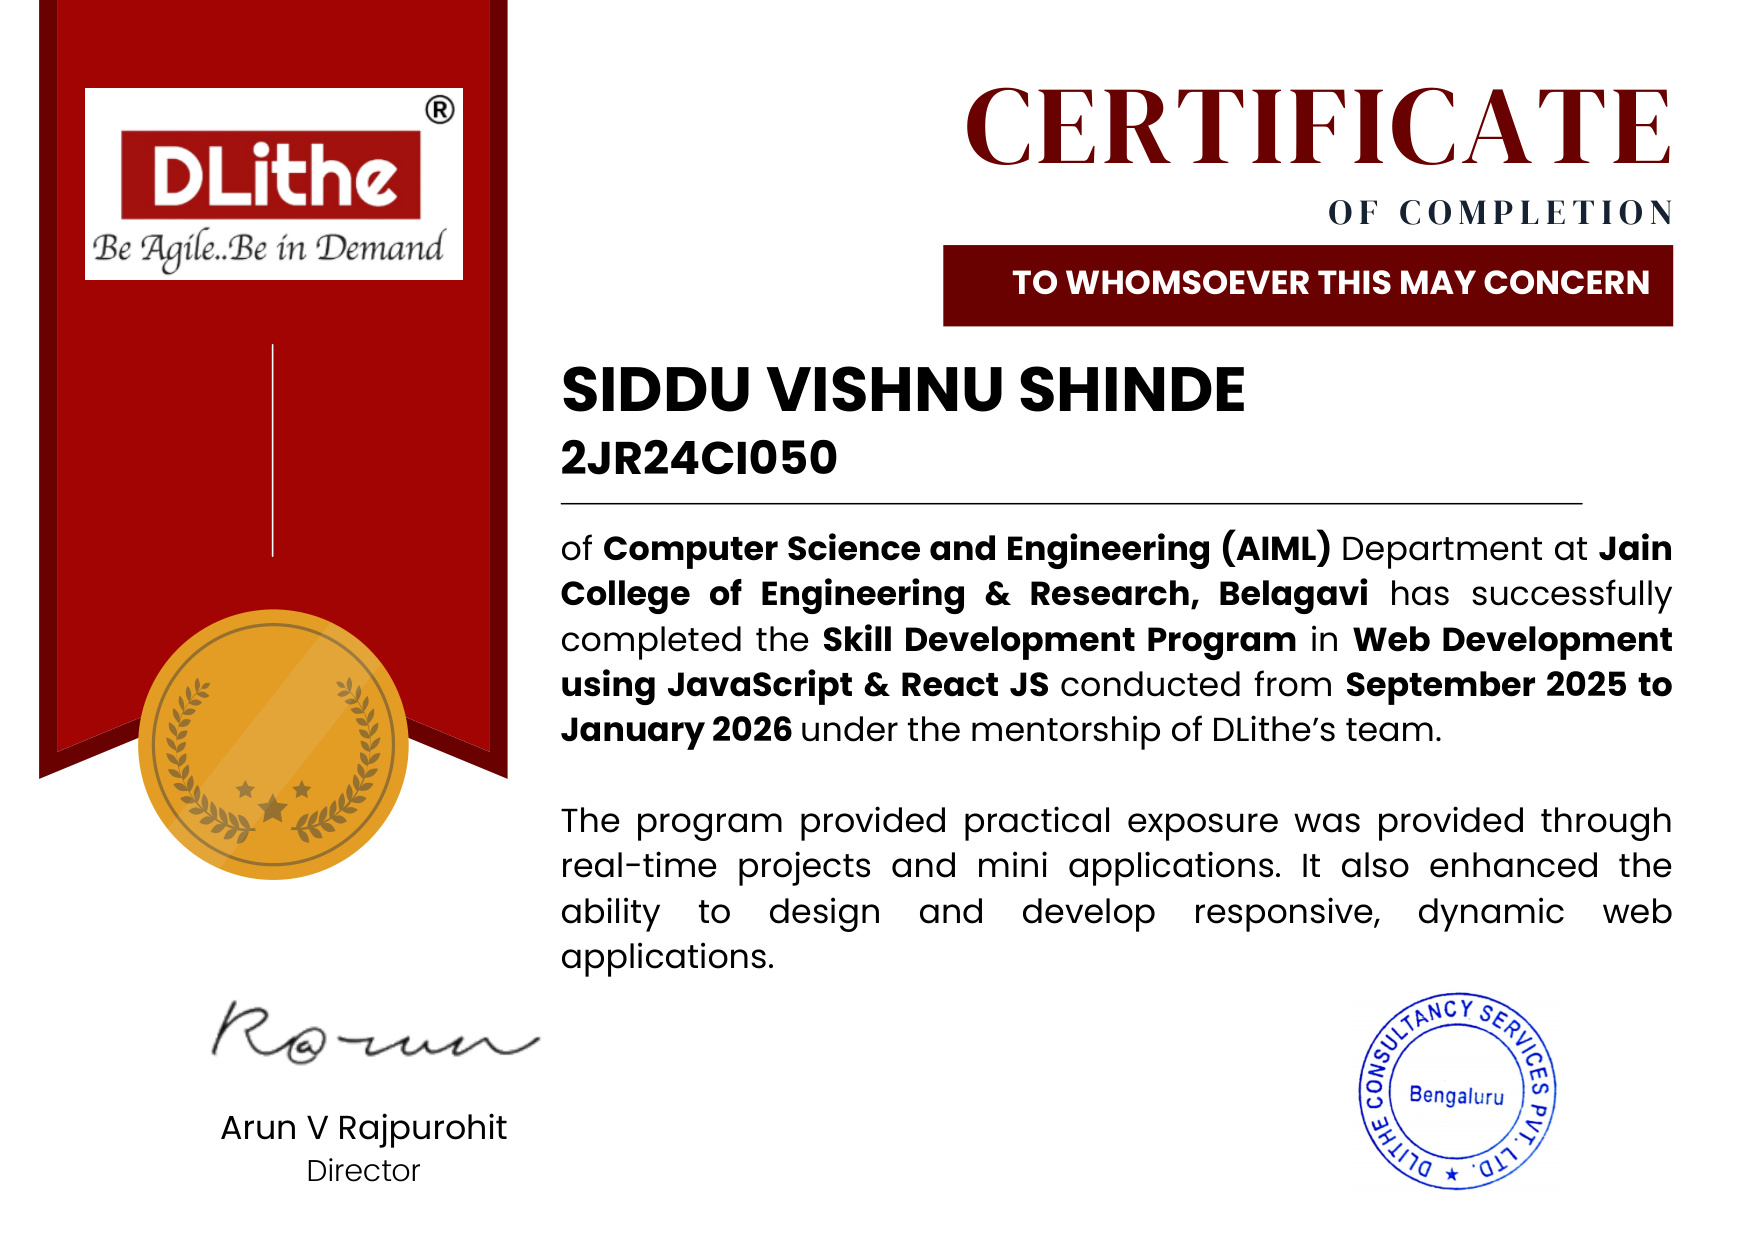 ®
DLithe
Be Agile..Be in Demand
CERTIFICATE
OF COMPLETION
TO WHOMSOEVER THIS MAY CONCERN
SIDDU VISHNU SHINDE
2JR24CI050
of Computer Science and Engineering (AIML) Department at Jain
College of Engineering & Research, Belagavi has successfully
completed the Skill Development Program in Web Development
using JavaScript & React JS conducted from September 2025 to
January 2026 under the mentorship of DLithe’s team.
The program provided practical exposure was provided through
real-time projects and mini applications. It also enhanced the
ability to design and develop responsive, dynamic web
applications.
Arun V Rajpurohit
Director
DLITHE CONSULTANCY SERVICES PVT. LTD.
Bengaluru